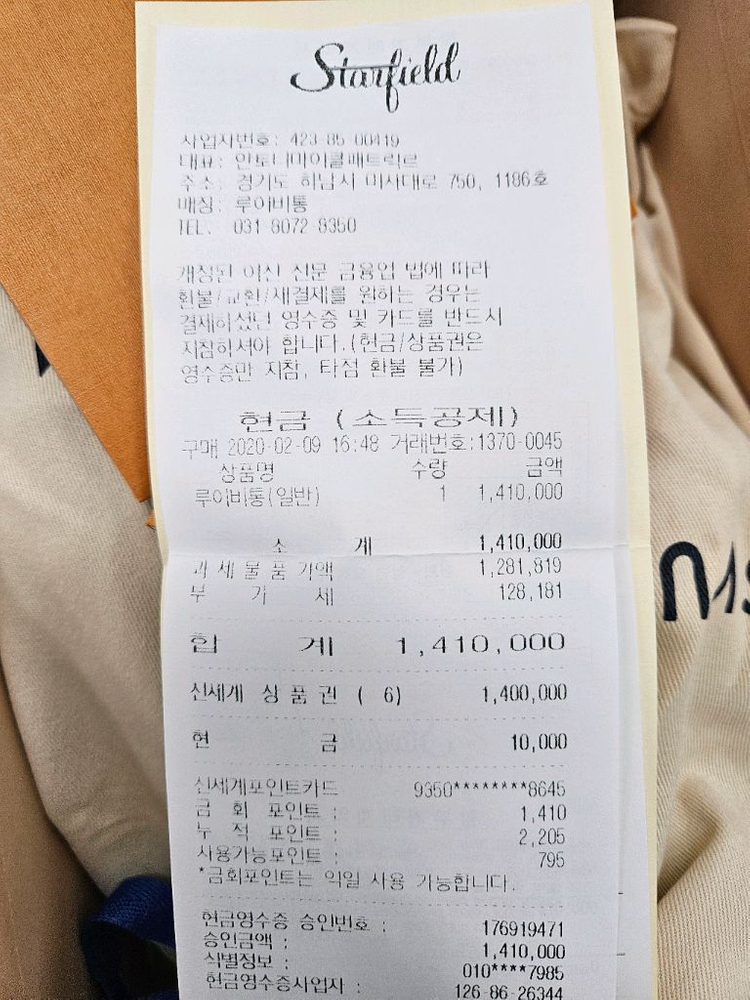 Starfield
사업자번호: 423-85-00419
대표: 안토니마이클패트릭르
주소: 경기도 하남시 미사대로 750, 1186호
매장: 루이비통
TEL. 031-8072-8350
개정된 여신 전문 금융업 법에 따라
환불/교환/재결제를 원하는 경우는
결제하셨던 영수증 및 카드를 반드시
지참하셔야 합니다.(현금/상품권은
영수증만 지참, 타점 환불 불가)
현금 (소득공제)
구매 2020-02-09 16:48 거래번호:1370-0045
상품명 수량 금액
루이비통(일반) 1 1,410,000
소 계 1,410,000
과세물품가액 1,281,819
부 가 세 128,181
합 계 1,410,000
신세계 상품권 ( 6) 1,400,000
현 금 10,000
신세계포인트카드 9350********8645
금회 포인트 : 1,410
누적 포인트 : 2,205
사용가능포인트 : 795
*금회포인트는 익일 사용 가능합니다.
현금영수증 승인번호 : 176919471
승인금액 : 1,410,000
식별정보 : 010****7985
현금영수증사업자 : 126-86-26344